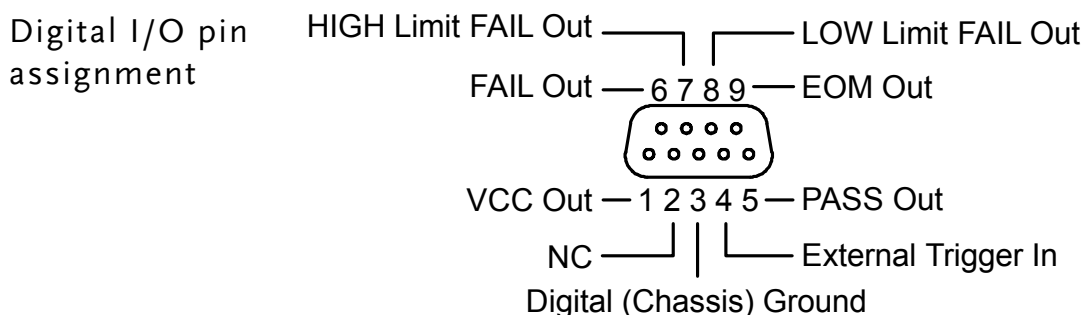 Digital I/O pin
assignment
HIGH Limit FAIL Out
LOW Limit FAIL Out
FAIL Out
6 7 8 9
EOM Out
VCC Out
1 2 3 4 5
PASS Out
NC
External Trigger In
Digital (Chassis) Ground